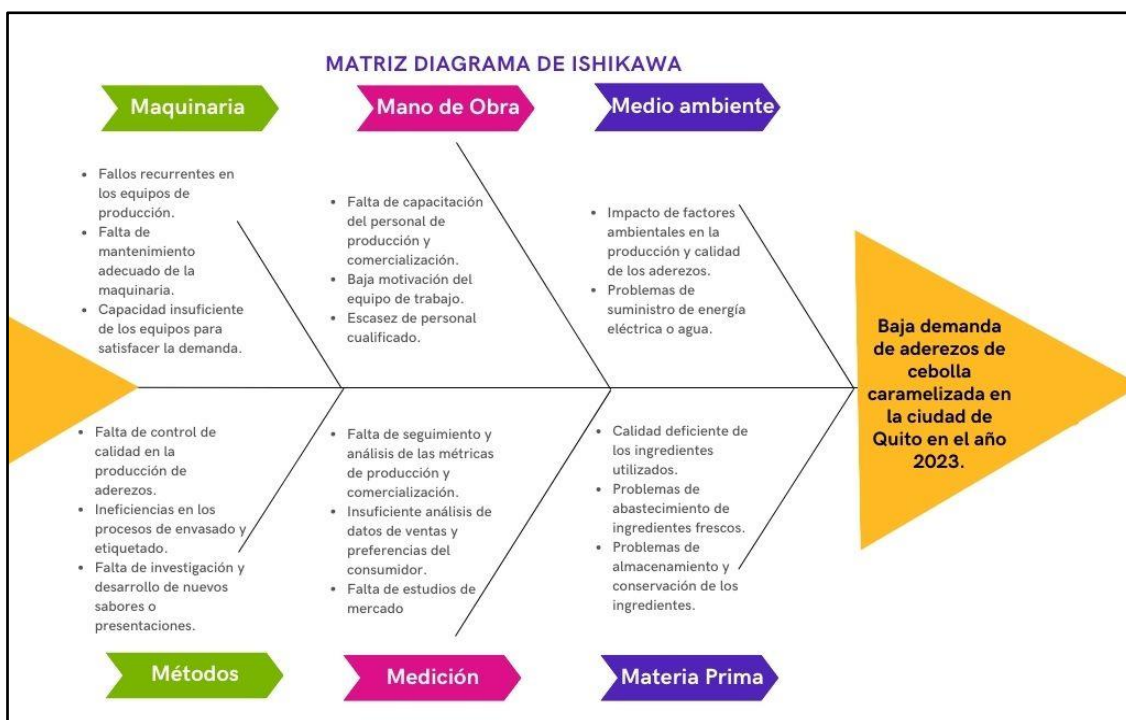 MATRIZ DIAGRAMA DE ISHIKAWA
Maquinaria
Mano de Obra
Medio ambiente
• Fallos recurrentes en
los equipos de
producción.
• Falta de
mantenimiento
adecuado de la
maquinaria.
• Capacidad insuficiente
de los equipos para
satisfacer la demanda.
• Falta de capacitación
del personal de
producción y
comercialización.
• Baja motivación del
equipo de trabajo.
• Escasez de personal
cualificado.
• Impacto de factores
ambientales en la
producción y calidad
de los aderezos.
• Problemas de
suministro de energía
eléctrica o agua.
Baja demanda
de aderezos de
cebolla
caramelizada en
la ciudad de
Quito en el año
2023.
• Falta de control de
calidad en la
producción de
aderezos.
• Ineficiencias en los
procesos de envasado y
etiquetado.
• Falta de investigación y
desarrollo de nuevos
sabores o
presentaciones.
• Falta de seguimiento y
análisis de las métricas
de producción y
comercialización.
• Insuficiente análisis de
datos de ventas y
preferencias del
consumidor.
• Falta de estudios de
mercado
• Calidad deficiente de
los ingredientes
utilizados.
• Problemas de
abastecimiento de
ingredientes frescos.
• Problemas de
almacenamiento y
conservación de los
ingredientes.
Métodos
Medición
Materia Prima